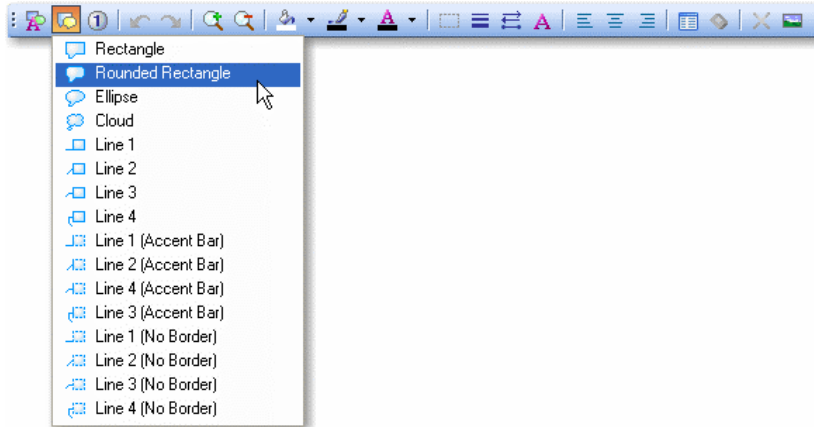 Rectangle
Rounded Rectangle
Ellipse
Cloud
Line 1
Line 2
Line 3
Line 4
Line 1 (Accent Bar)
Line 2 (Accent Bar)
Line 4 (Accent Bar)
Line 3 (Accent Bar)
Line 1 (No Border)
Line 2 (No Border)
Line 3 (No Border)
Line 4 (No Border)